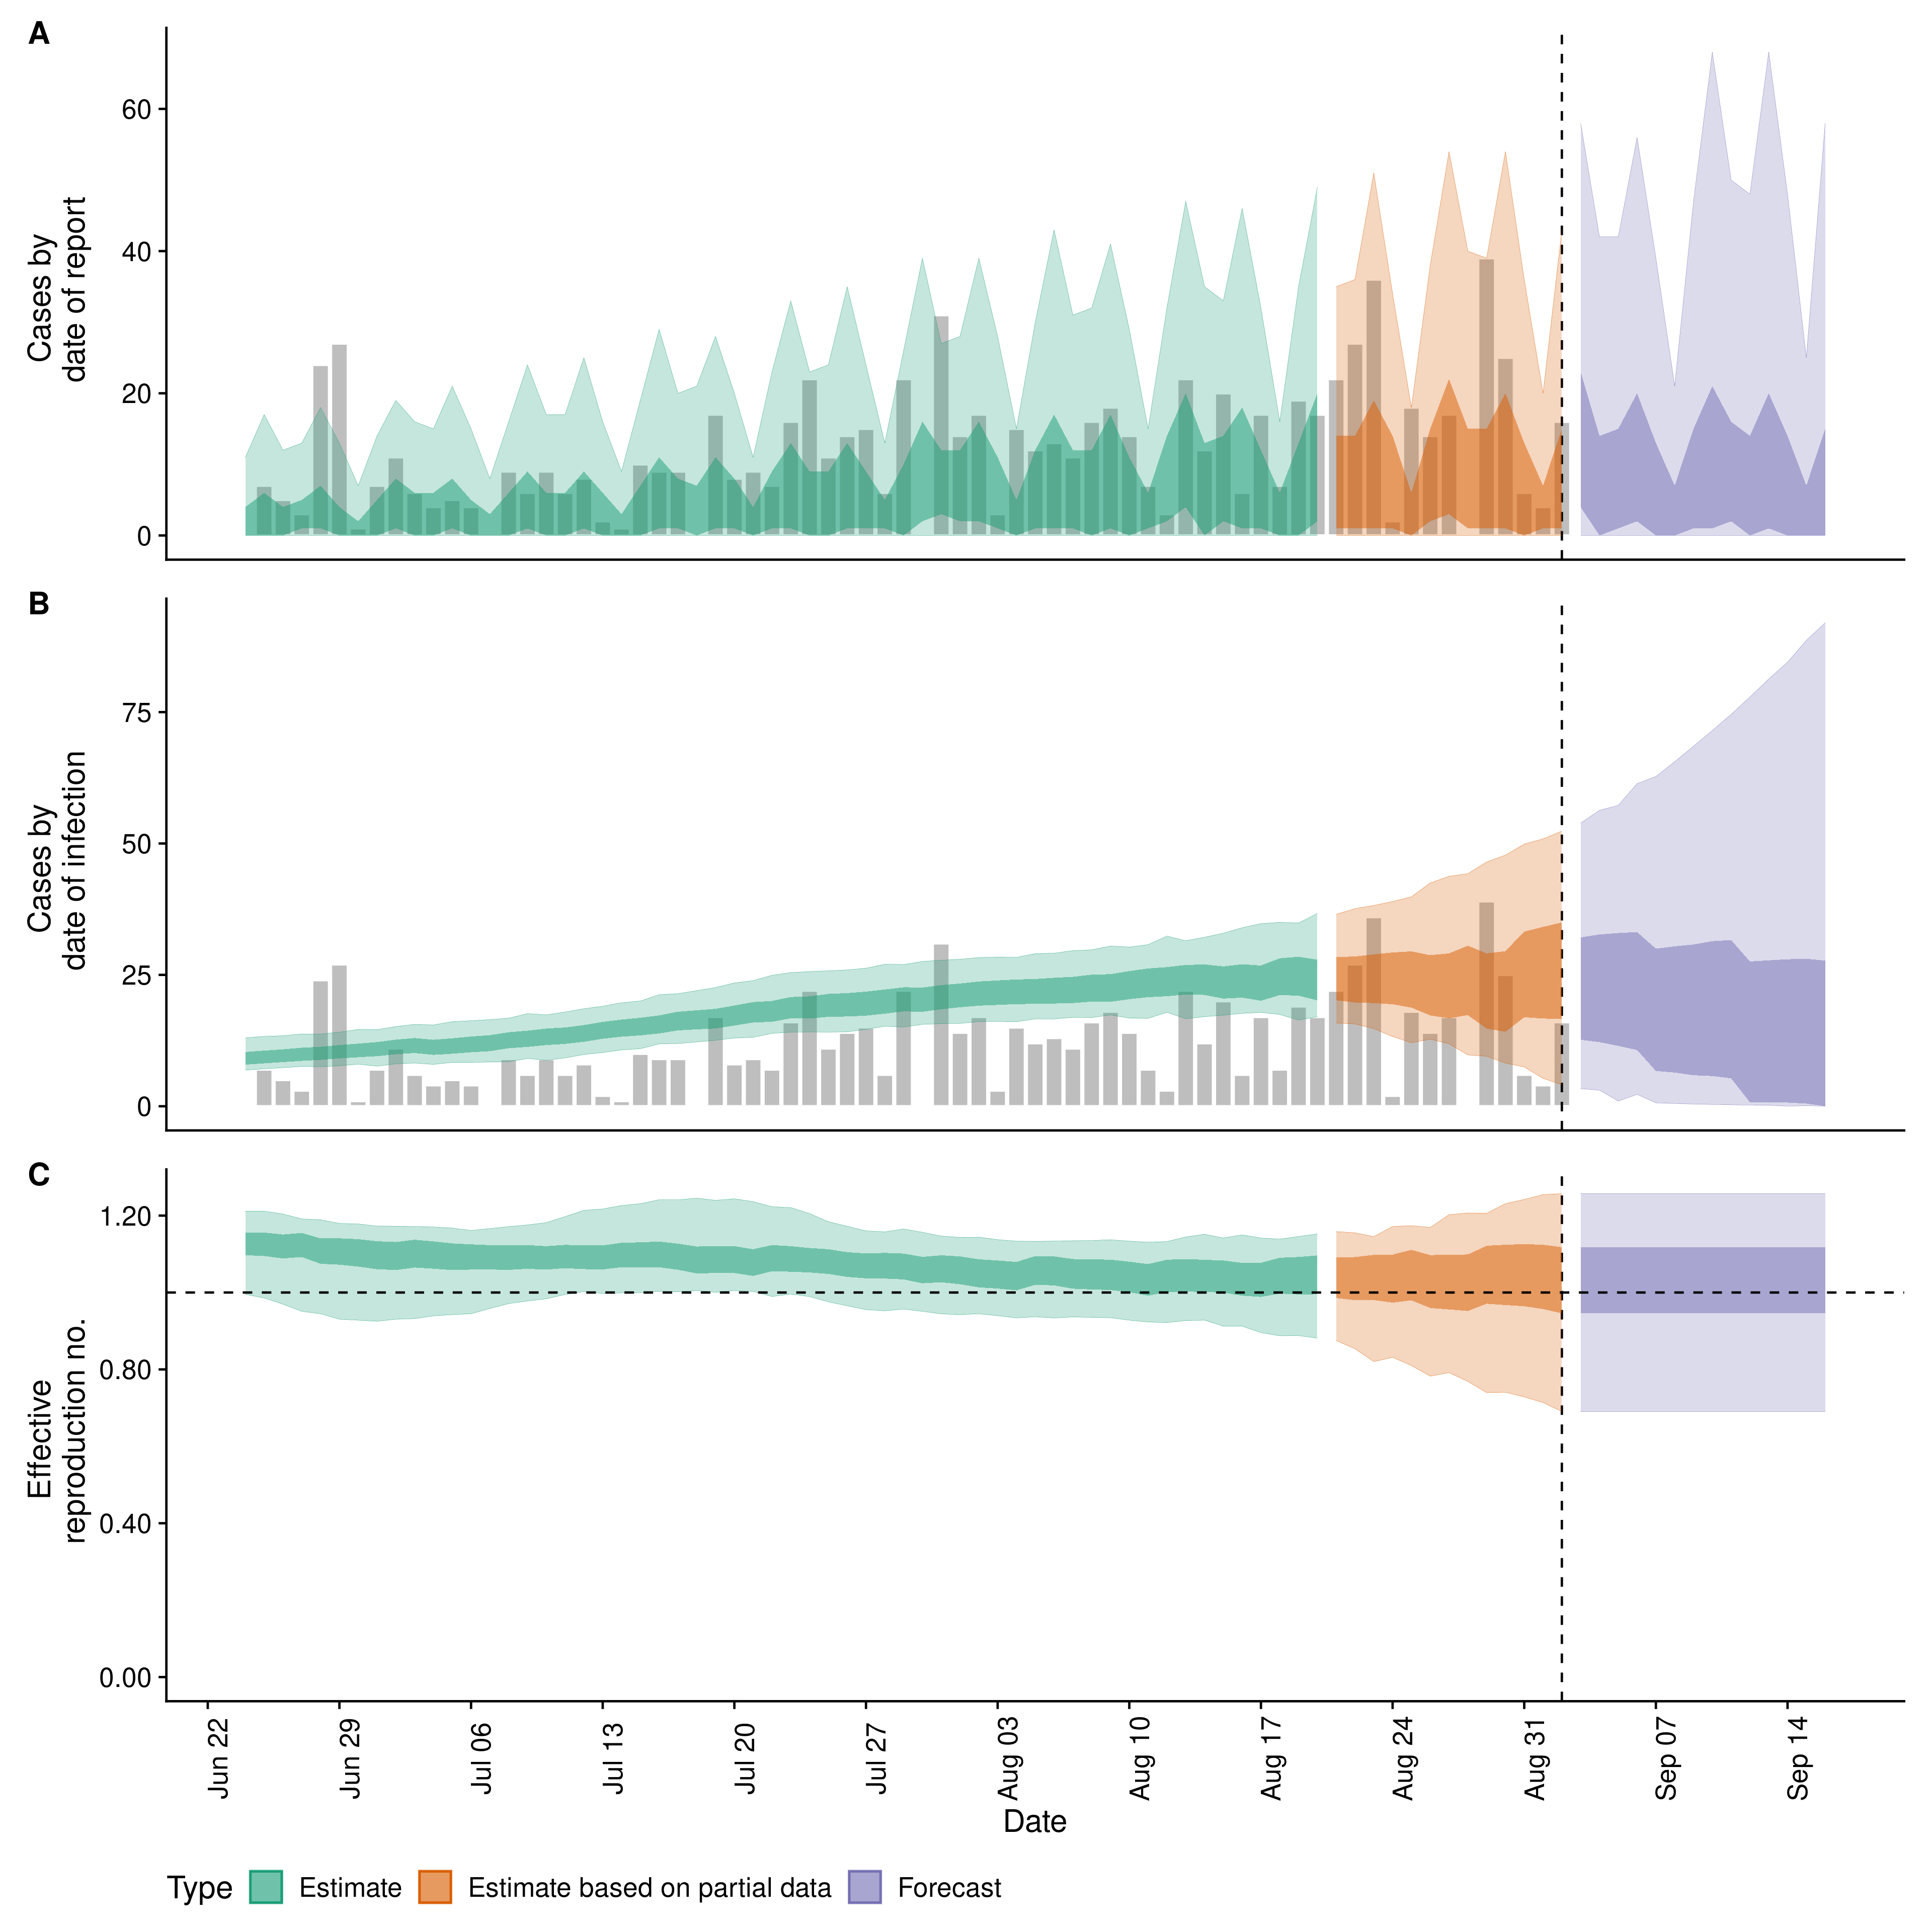 A
60
40
20
0
Cases by
date of report
B
75
50
25
0
Cases by
date of infection
C
1.20
0.80
0.40
0.00
Effective
reproduction no.
Jun 22
Jun 29
Jul 06
Jul 13
Jul 20
Jul 27
Aug 03
Aug 10
Aug 17
Aug 24
Aug 31
Sep 07
Sep 14
Date
Type
Estimate
Estimate based on partial data
Forecast